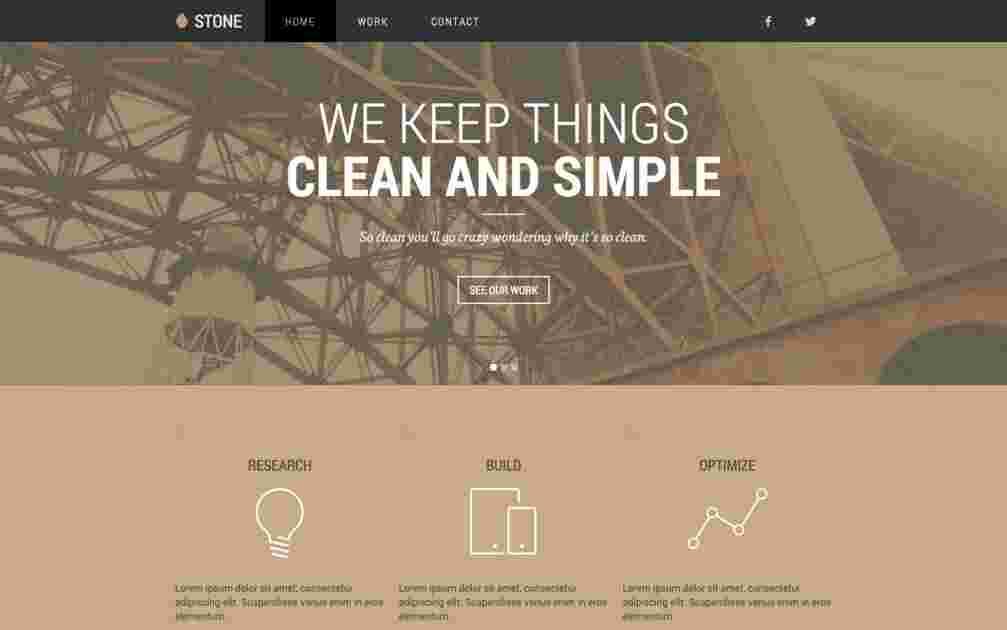 STONE HOME WORK CONTACT
WE KEEP THINGS
CLEAN AND SIMPLE
So clean you'll go crazy wondering why it's so clean.
SEE OUR WORK
RESEARCH BUILD OPTIMIZE
Lorem ipsum dolor sit amet, consectetur Lorem ipsum dolor sit amet, consectetur Lorem ipsum dolor sit amet, consectetur
adipiscing elit. Suspendisse varius enim in eros adipiscing elit. Suspendisse varius enim in eros adipiscing elit. Suspendisse varius enim in eros
elementum elementum elementum